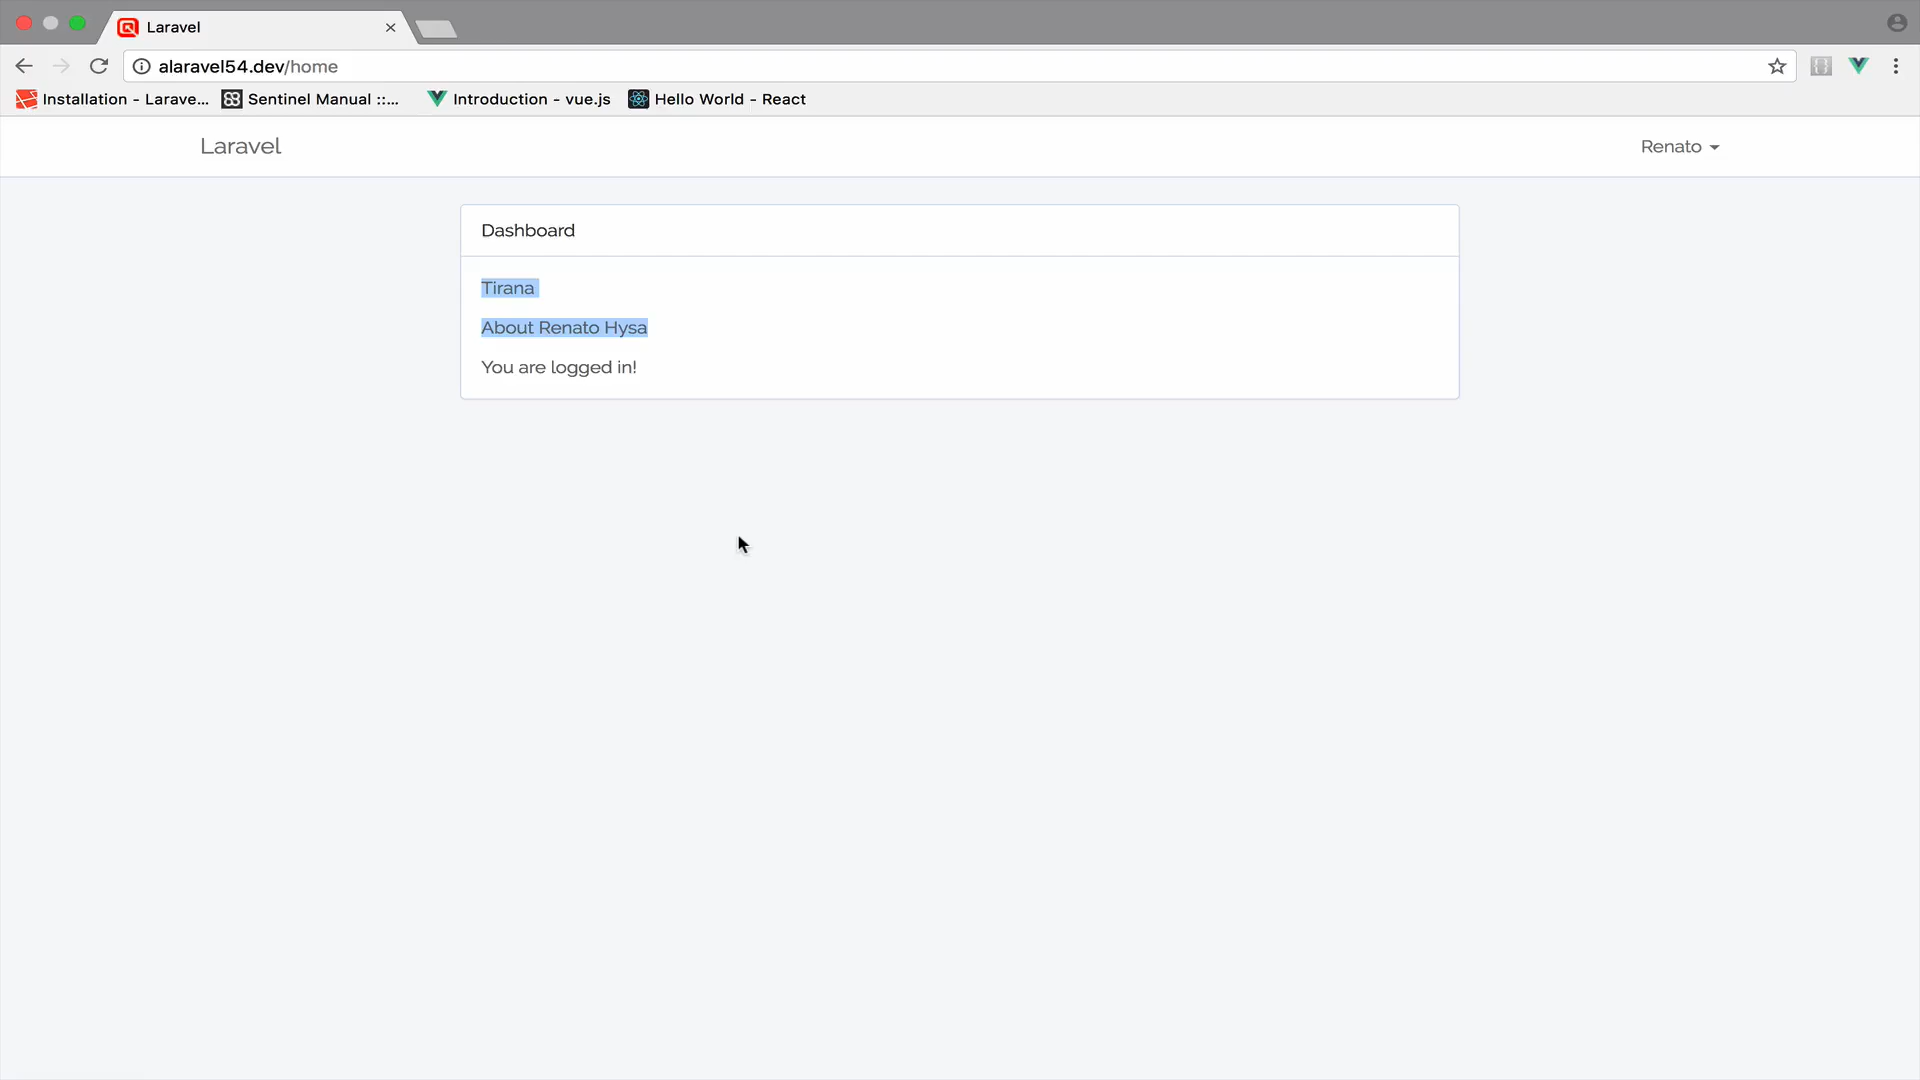 Laravel
alaravel54.dev/home
Installation - Larave...
Sentinel Manual ::...
Introduction - vue.js
Hello World - React
Laravel
Renato
Dashboard
Tirana
About Renato Hysa
You are logged in!